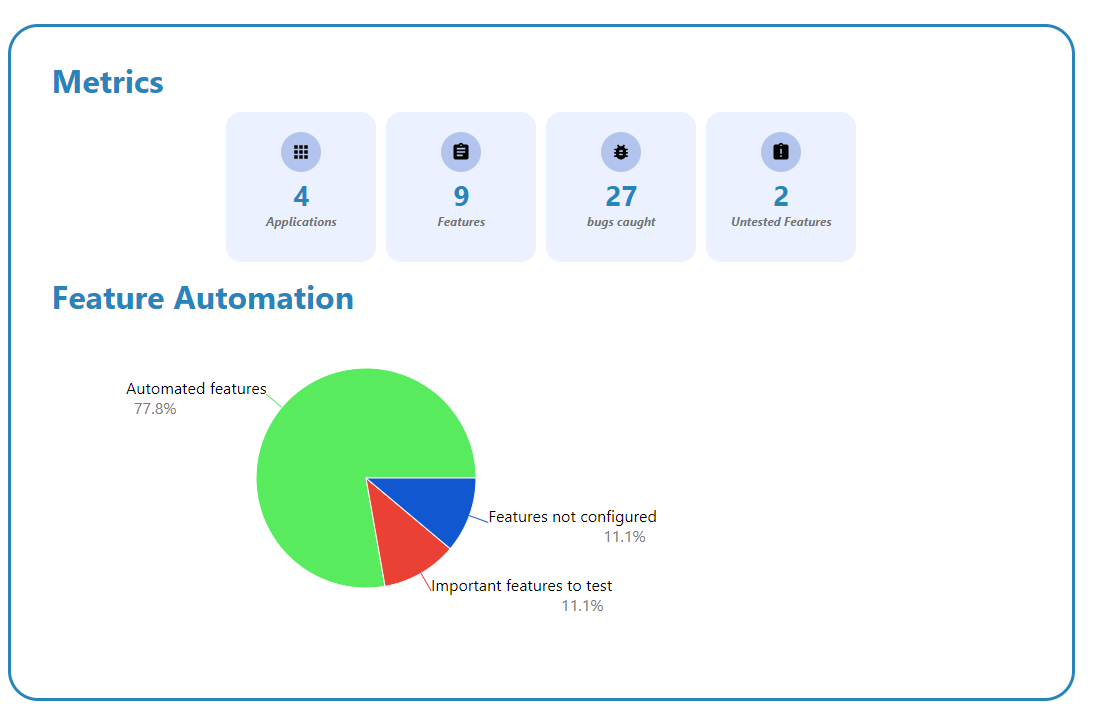 Metrics
4
Applications
9
Features
27
bugs caught
2
Untested Features
Feature Automation
Automated features
77.8%
Features not configured
11.1%
Important features to test
11.1%